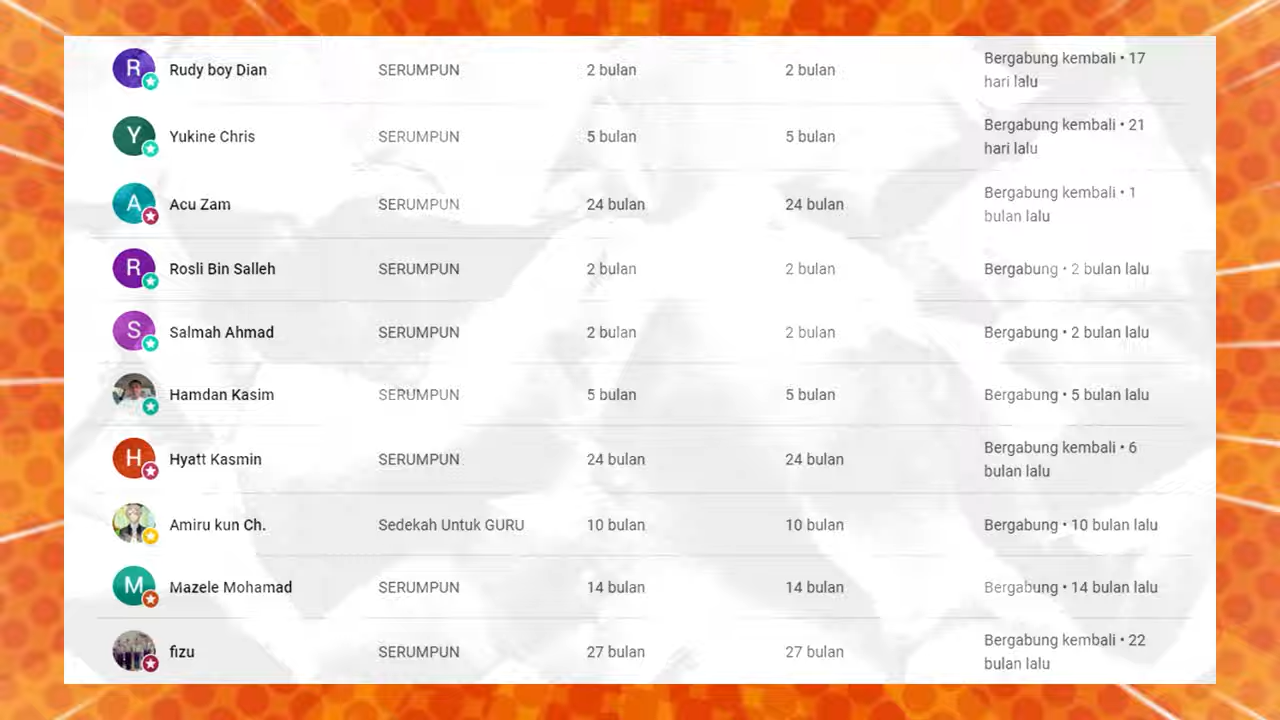 R Rudy boy Dian SERUMPUN 2 bulan 2 bulan Bergabung kembali • 17
hari lalu
Y Yukine Chris SERUMPUN 5 bulan 5 bulan Bergabung kembali • 21
hari lalu
A Acu Zam SERUMPUN 24 bulan 24 bulan Bergabung kembali • 1
bulan lalu
R Rosli Bin Salleh SERUMPUN 2 bulan 2 bulan Bergabung • 2 bulan lalu
S Salmah Ahmad SERUMPUN 2 bulan 2 bulan Bergabung • 2 bulan lalu
Hamdan Kasim SERUMPUN 5 bulan 5 bulan Bergabung • 5 bulan lalu
H Hyatt Kasmin SERUMPUN 24 bulan 24 bulan Bergabung kembali • 6
bulan lalu
Amiru kun Ch. Sedekah Untuk GURU 10 bulan 10 bulan Bergabung • 10 bulan lalu
M Mazele Mohamad SERUMPUN 14 bulan 14 bulan Bergabung • 14 bulan lalu
fizu SERUMPUN 27 bulan 27 bulan Bergabung kembali • 22
bulan lalu